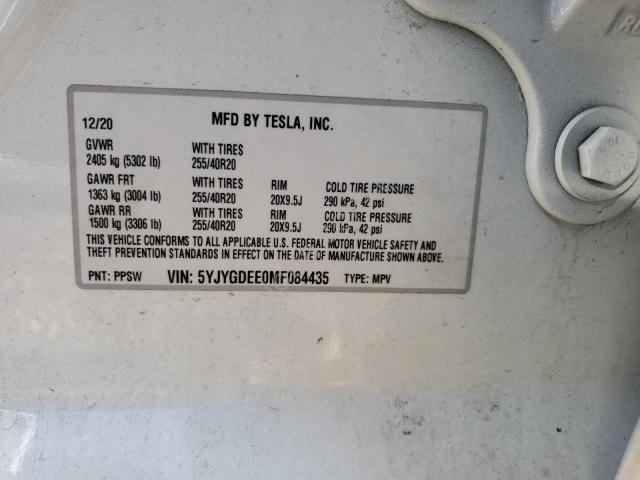 12/20 MFD BY TESLA, INC.
GVWR WITH TIRES
2405 kg (5302 lb) 255/40R20
GAWR FRT WITH TIRES RIM COLD TIRE PRESSURE
1363 kg (3004 lb) 255/40R20 20X9.5J 290 kPa, 42 psi
GAWR RR WITH TIRES RIM COLD TIRE PRESSURE
1500 kg (3306 lb) 255/40R20 20X9.5J 290 kPa, 42 psi
THIS VEHICLE CONFORMS TO ALL APPLICABLE U.S. FEDERAL MOTOR VEHICLE SAFETY AND
THEFT PREVENTION STANDARDS IN EFFECT ON THE DATE OF MANUFACTURE SHOWN ABOVE.
PNT: PPSW VIN: 5YJYGDEE0MF084435 TYPE: MPV